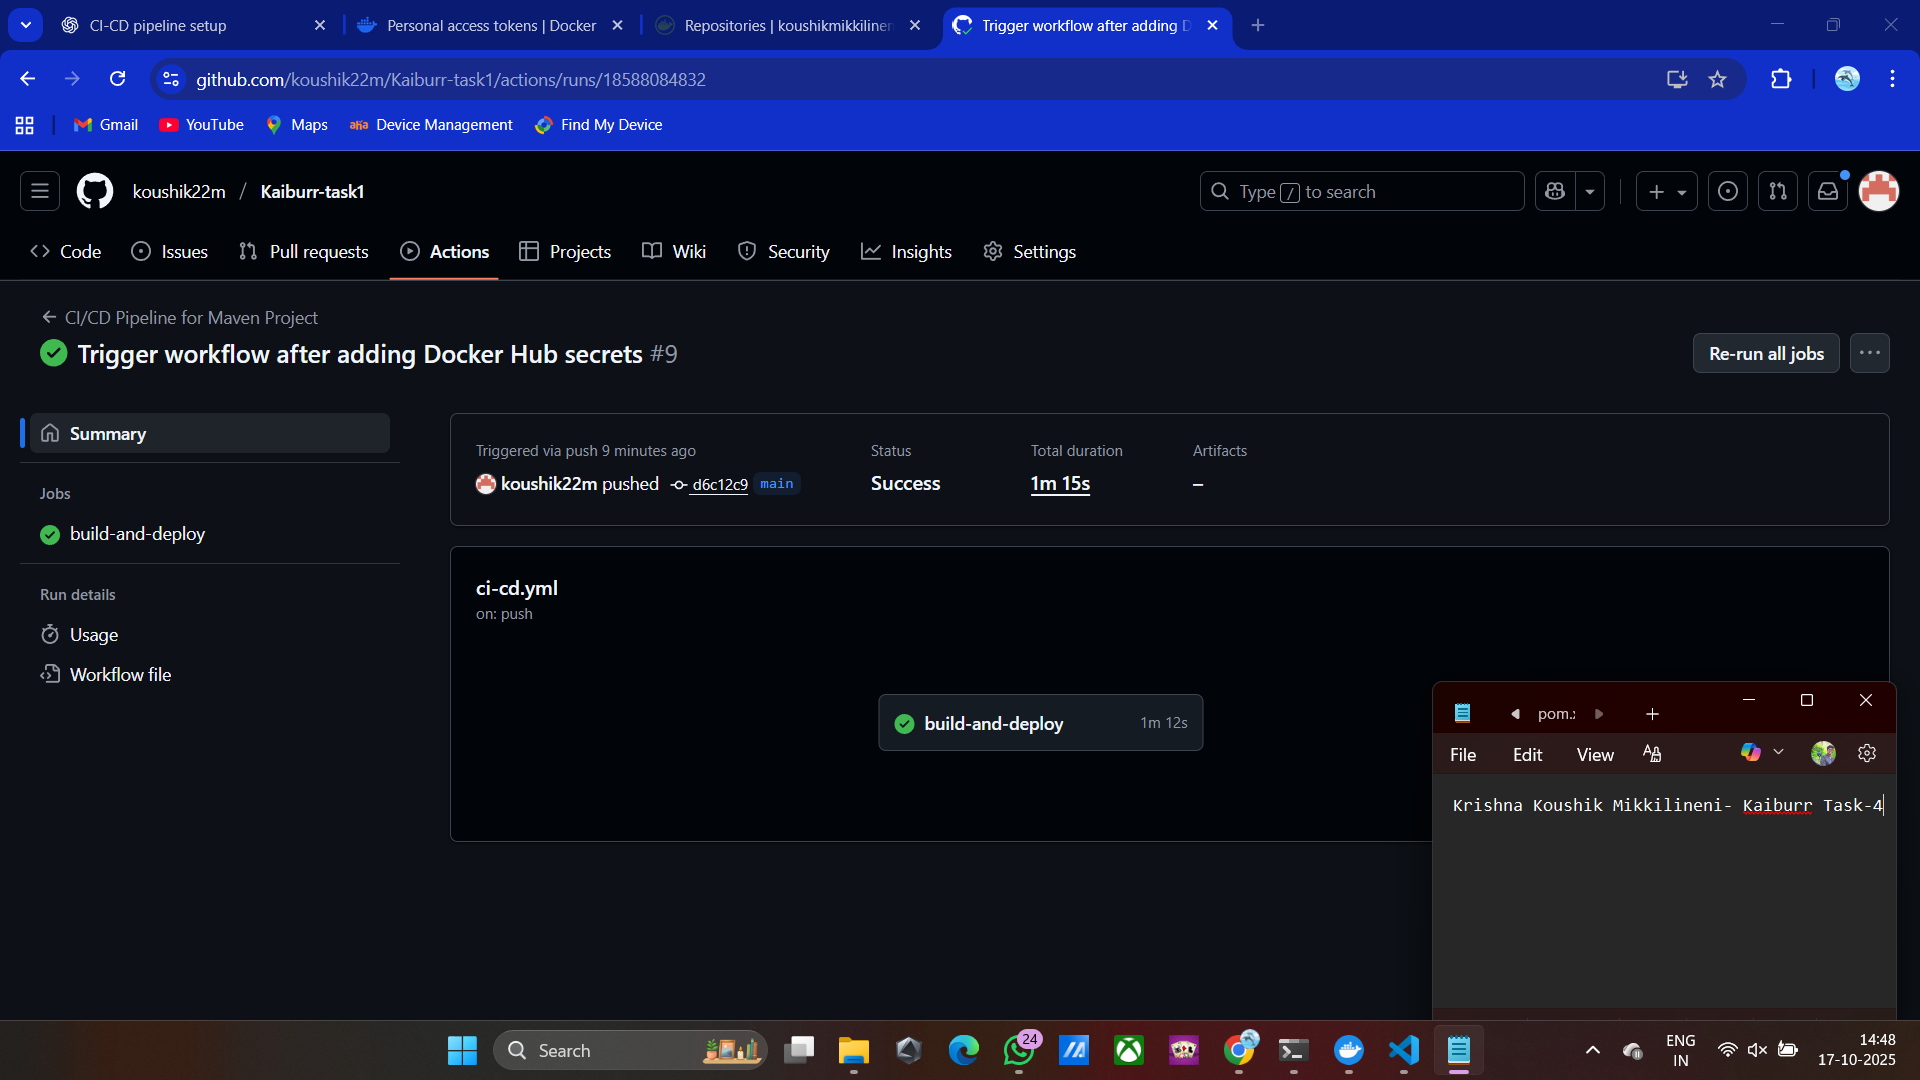 CI-CD pipeline setup
Personal access tokens | Docker
Repositories | koushikmikkilinen
Trigger workflow after adding D
github.com/koushik22m/Kaiburr-task1/actions/runs/18588084832
Gmail
YouTube
Maps
Device Management
Find My Device
koushik22m / Kaiburr-task1
Type / to search
Code
Issues
Pull requests
Actions
Projects
Wiki
Security
Insights
Settings
CI/CD Pipeline for Maven Project
Trigger workflow after adding Docker Hub secrets #9
Re-run all jobs
Summary
Jobs
build-and-deploy
Run details
Usage
Workflow file
Triggered via push 9 minutes ago
koushik22m pushed d6c12c9 main
Status
Success
Total duration
1m 15s
Artifacts
–
ci-cd.yml
on: push
build-and-deploy 1m 12s
pom.x
File Edit View
Krishna Koushik Mikkilineni- Kaiburr Task-4
Search
24
ENG
IN
14:48
17-10-2025